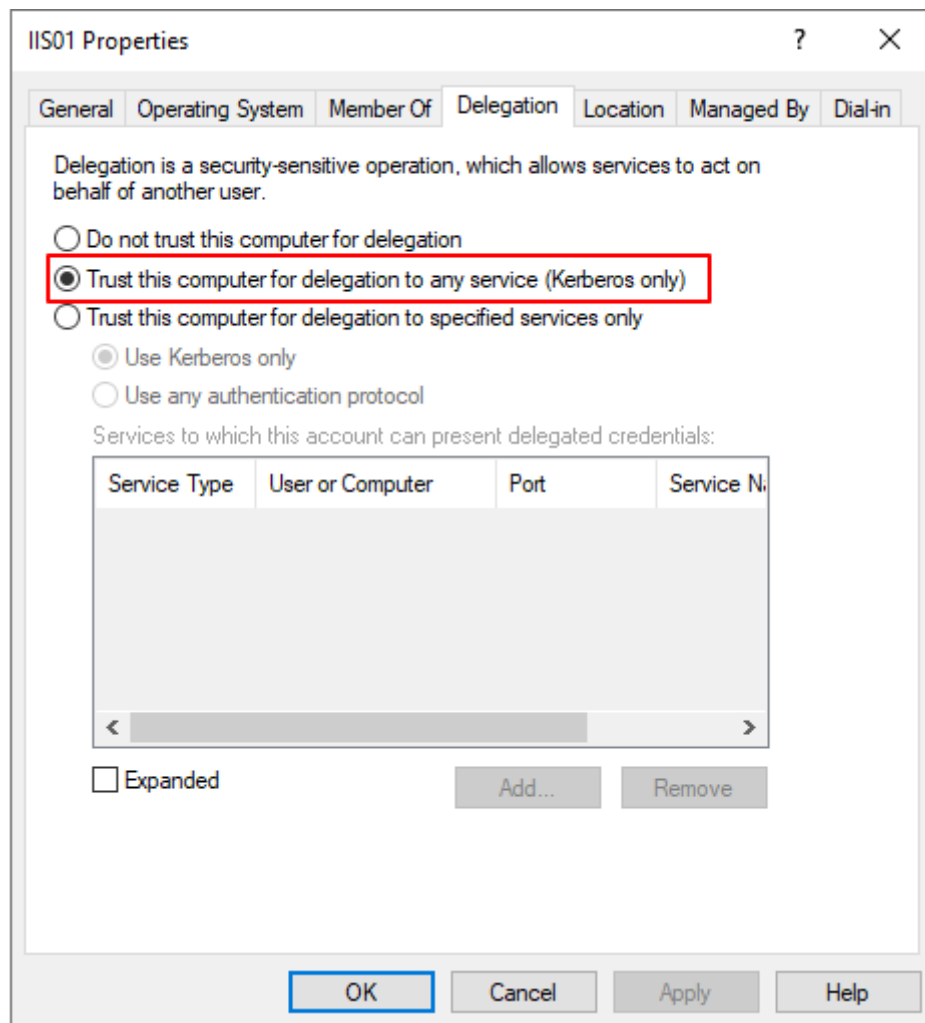 IIS01 Properties
?
General Operating System Member Of Delegation Location Managed By Dial-in
Delegation is a security-sensitive operation, which allows services to act on
behalf of another user.
Do not trust this computer for delegation
Trust this computer for delegation to any service (Kerberos only)
Trust this computer for delegation to specified services only
Use Kerberos only
Use any authentication protocol
Services to which this account can present delegated credentials:
Service Type User or Computer Port Service Na
Expanded Add... Remove
OK Cancel Apply Help